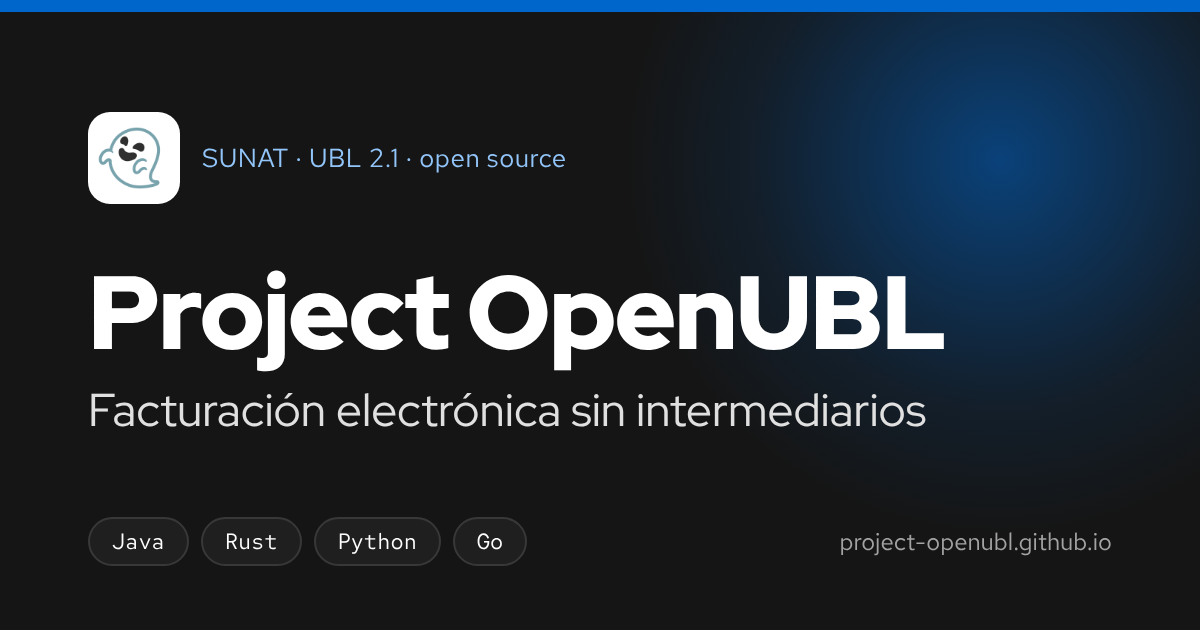 SUNAT · UBL 2.1 · open source
Project OpenUBL
Facturación electrónica sin intermediarios
Java Rust Python Go
project-openubl.github.io